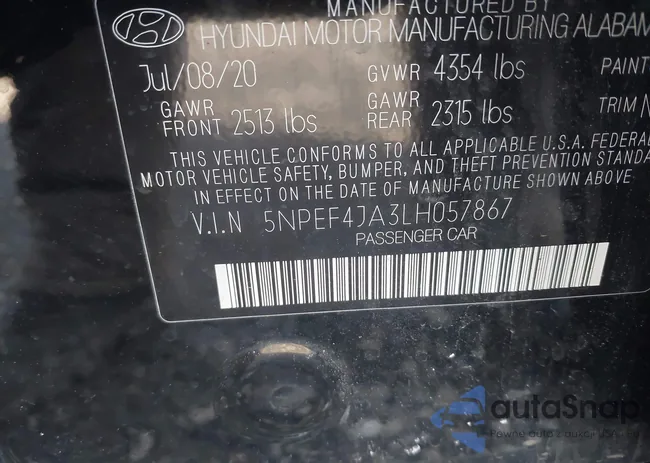 MANUFACTURED BY
HYUNDAI MOTOR MANUFACTURING ALABAM
Jul/08/20 GVWR 4354 lbs PAINT
GAWR FRONT 2513 lbs GAWR REAR 2315 lbs TRIM
THIS VEHICLE CONFORMS TO ALL APPLICABLE U.S.A. FEDERAL
MOTOR VEHICLE SAFETY, BUMPER, AND THEFT PREVENTION STANDA
IN EFFECT ON THE DATE OF MANUFACTURE SHOWN ABOVE
V.I.N 5NPEF4JA3LH057867
PASSENGER CAR
autaSnap